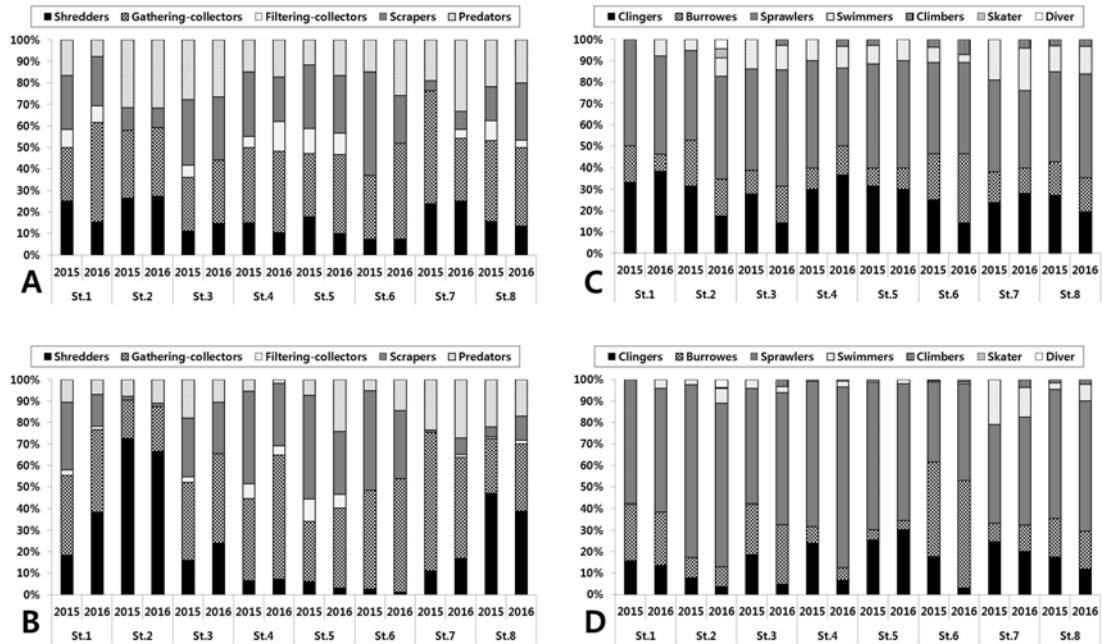 Shredders Gathering-collectors Filtering-collectors Scrapers Predators
100%
90%
80%
70%
60%
50%
40%
30%
20%
10%
0%
2015 2016 2015 2016 2015 2016 2015 2016 2015 2016 2015 2016 2015 2016 2015 2016
St.1 St.2 St.3 St.4 St.5 St.6 St.7 St.8
A
Clingers Burrowes Sprawlers Swimmers Climbers Skater Diver
100%
90%
80%
70%
60%
50%
40%
30%
20%
10%
0%
2015 2016 2015 2016 2015 2016 2015 2016 2015 2016 2015 2016 2015 2016 2015 2016
St.1 St.2 St.3 St.4 St.5 St.6 St.7 St.8
C
Shredders Gathering-collectors Filtering-collectors Scrapers Predators
100%
90%
80%
70%
60%
50%
40%
30%
20%
10%
0%
2015 2016 2015 2016 2015 2016 2015 2016 2015 2016 2015 2016 2015 2016 2015 2016
St.1 St.2 St.3 St.4 St.5 St.6 St.7 St.8
B
Clingers Burrowes Sprawlers Swimmers Climbers Skater Diver
100%
90%
80%
70%
60%
50%
40%
30%
20%
10%
0%
2015 2016 2015 2016 2015 2016 2015 2016 2015 2016 2015 2016 2015 2016 2015 2016
St.1 St.2 St.3 St.4 St.5 St.6 St.7 St.8
D